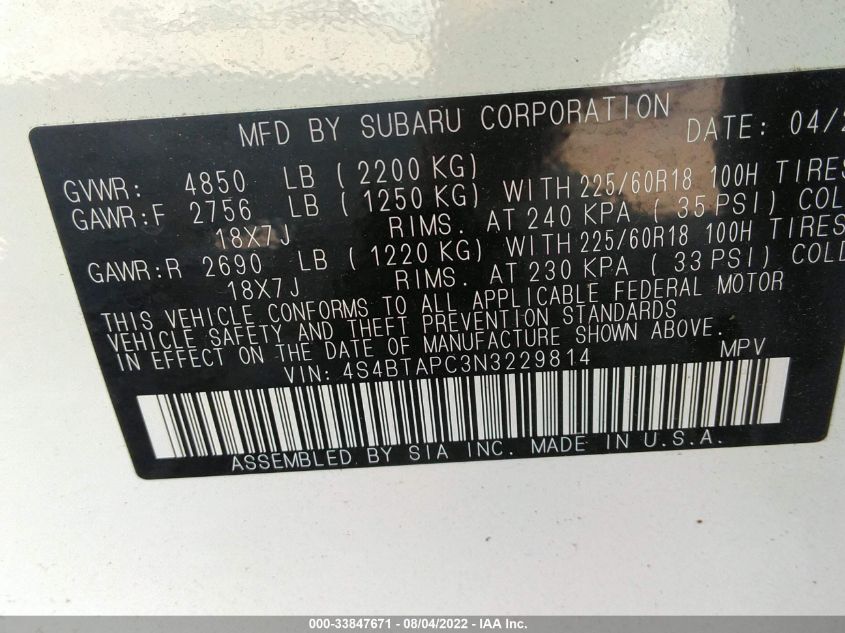 MFD BY SUBARU CORPORATION DATE: 04/2
GVWR: 4850 LB (2200 KG)
GAWR:F 2756 LB (1250 KG) WITH 225/60R18 100H TIRES
18X7J RIMS. AT 240 KPA (35 PSI) COLD
GAWR:R 2690 LB (1220 KG) WITH 225/60R18 100H TIRES
18X7J RIMS. AT 230 KPA (33 PSI) COLD
THIS VEHICLE CONFORMS TO ALL APPLICABLE FEDERAL MOTOR
VEHICLE SAFETY AND THEFT PREVENTION STANDARDS
IN EFFECT ON THE DATE OF MANUFACTURE SHOWN ABOVE.
VIN: 4S4BTAPC3N3229814 MPV
ASSEMBLED BY SIA INC. MADE IN U.S.A.
000-33847671 - 08/04/2022 - IAA Inc.